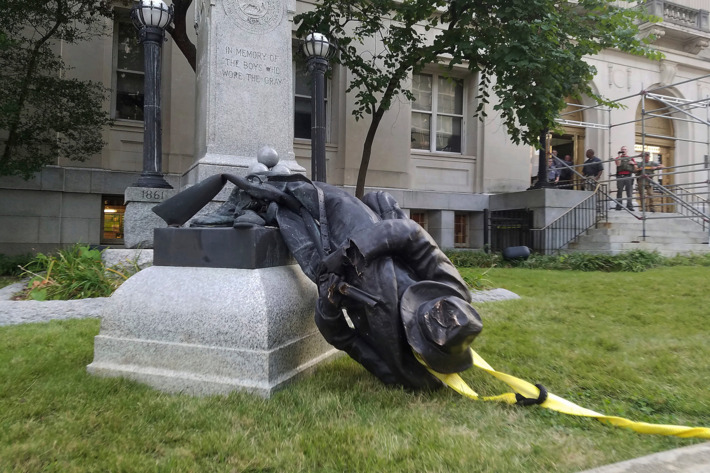 IN MEMORY OF
THE BOYS WHO
WORE THE GRAY
1861